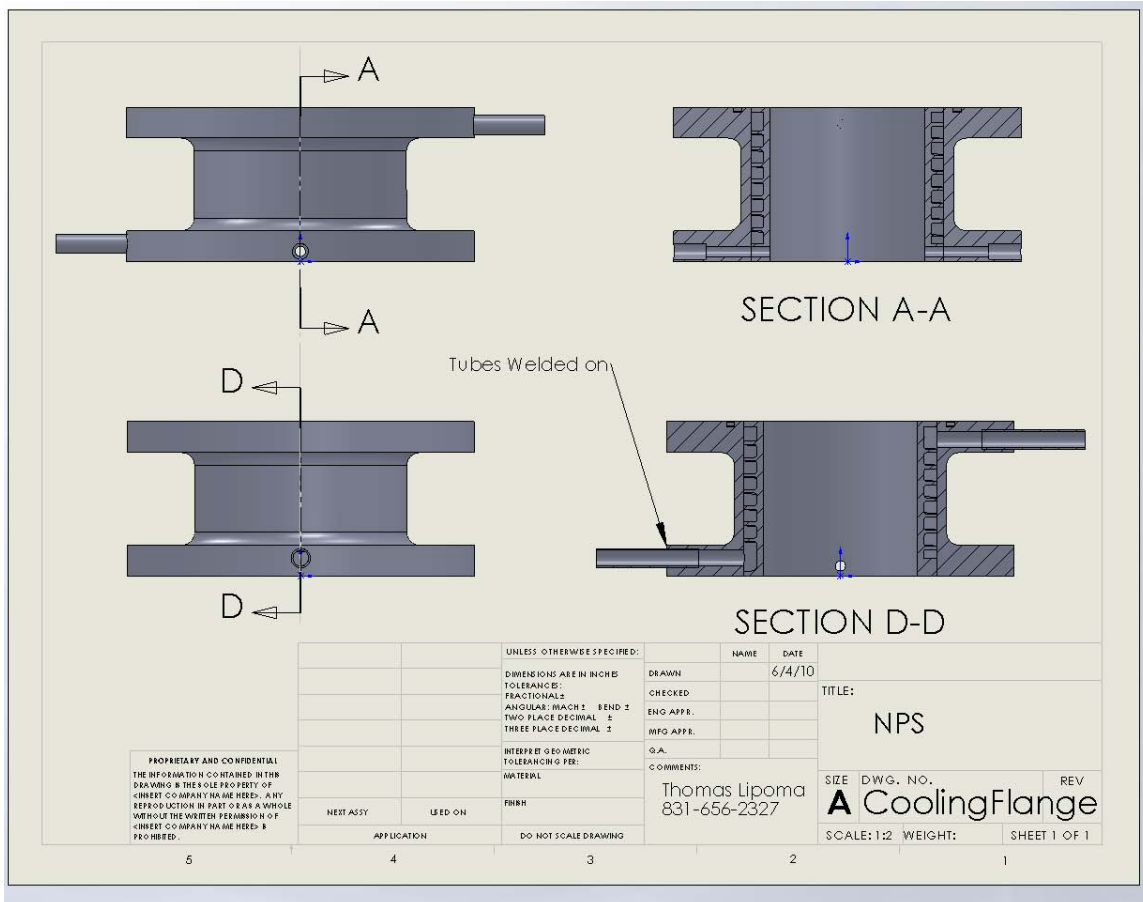 A
A
SECTION A-A
Tubes Welded on
D
D
SECTION D-D
UNLESS OTHERWISE SPECIFIED:
DIMENSIONS ARE IN INCHES
TOLERANCES:
FRACTIONAL±
ANGULAR: MACH± BEND ±
TWO PLACE DECIMAL ±
THREE PLACE DECIMAL ±
INTERPRET GEOMETRIC
TOLERANCING PER:
MATERIAL
FINISH
DO NOT SCALE DRAWING
NAME DATE
DRAWN 6/4/10
CHECKED
ENG APPR.
MFG APPR.
Q.A.
COMMENTS:
Thomas Lipoma
831-656-2327
TITLE:
NPS
SIZE DWG. NO. REV
A CoolingFlange
SCALE: 1:2 WEIGHT: SHEET 1 OF 1
PROPRIETARY AND CONFIDENTIAL
THE INFORMATION CONTAINED IN THIS
DRAWING IS THE SOLE PROPERTY OF
<INSERT COMPANY NAME HERE>. ANY
REPRODUCTION IN PART OR AS A WHOLE
WITHOUT THE WRITTEN PERMISSION OF
<INSERT COMPANY NAME HERE> IS
PROHIBITED.
NEXT ASSY USED ON
APPLICATION
5 4 3 2 1